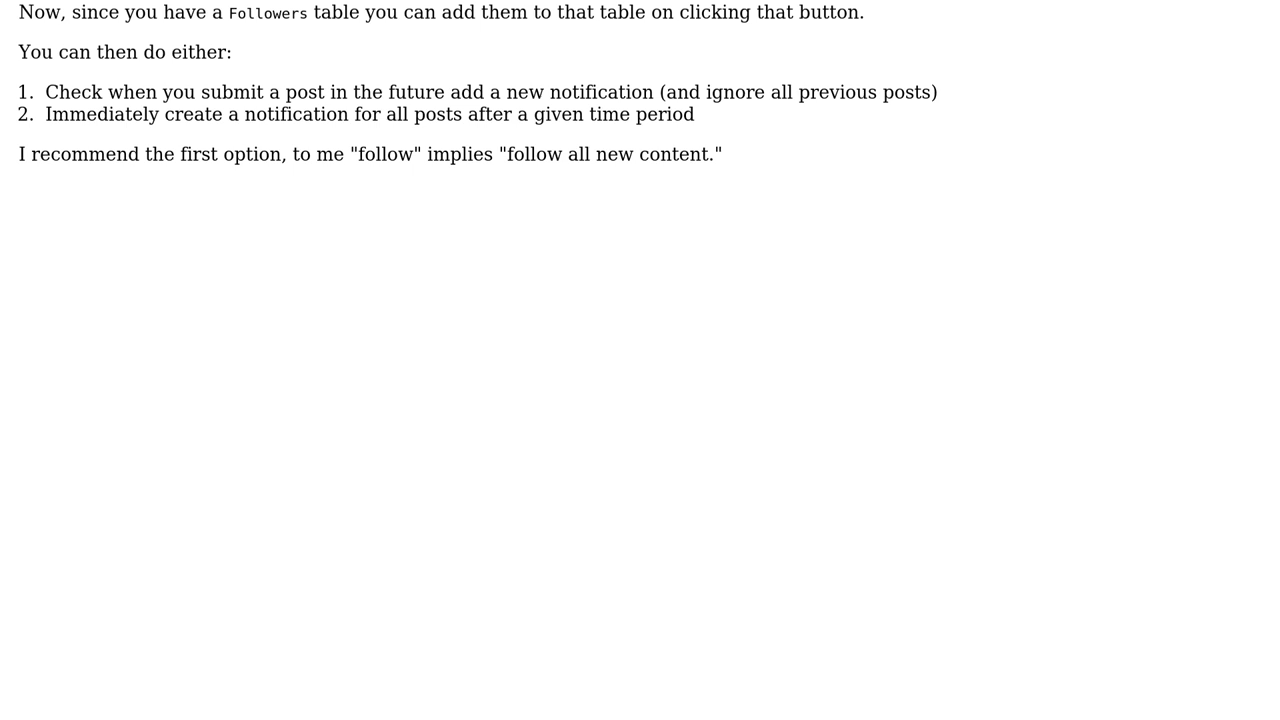 Now, since you have a Followers table you can add them to that table on clicking that button.
You can then do either:
1. Check when you submit a post in the future add a new notification (and ignore all previous posts)
2. Immediately create a notification for all posts after a given time period
I recommend the first option, to me "follow" implies "follow all new content."